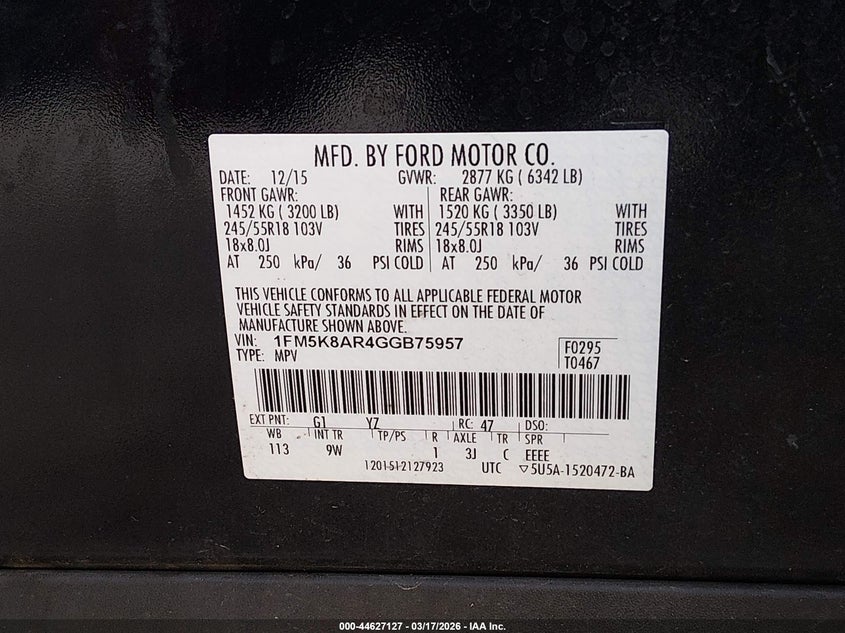 MFD. BY FORD MOTOR CO.
DATE: 12/15 GVWR: 2877 KG ( 6342 LB)
FRONT GAWR: REAR GAWR:
1452 KG ( 3200 LB) WITH 1520 KG ( 3350 LB) WITH
245/55R18 103V TIRES 245/55R18 103V TIRES
18x8.0J RIMS 18x8.0J RIMS
AT 250 kPa/ 36 PSI COLD AT 250 kPa/ 36 PSI COLD
THIS VEHICLE CONFORMS TO ALL APPLICABLE FEDERAL MOTOR
VEHICLE SAFETY STANDARDS IN EFFECT ON THE DATE OF
MANUFACTURE SHOWN ABOVE.
VIN: 1FM5K8AR4GGB75957 F0295
TYPE: MPV T0467
EXT PNT: G1 YZ RC: 47 DSO:
WB INT TR TP/PS R AXLE TR SPR
113 9W 1 3J C EEEE
1201512127923 UTC ▽5U5A-1520472-BA
000-44627127 - 03/17/2026 - IAA Inc.